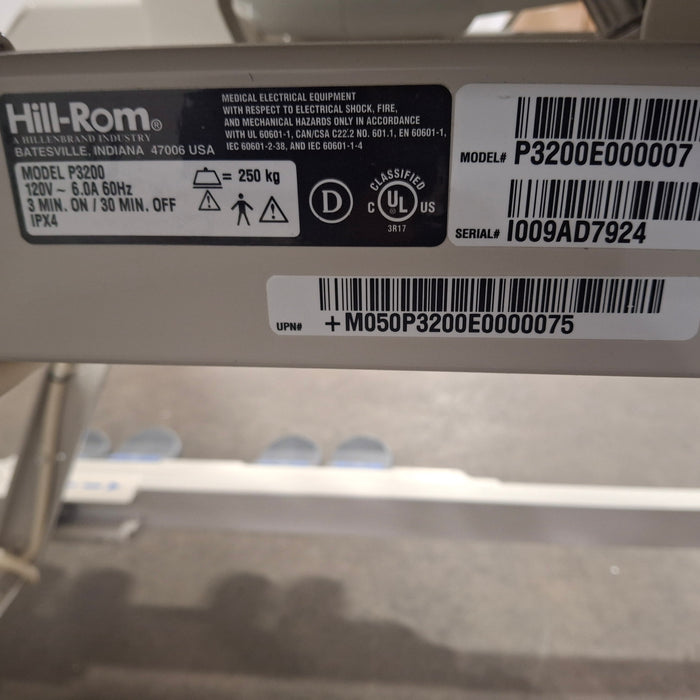 Hill-Rom®
A HILLENBRAND INDUSTRY
BATESVILLE, INDIANA 47006 USA
MEDICAL ELECTRICAL EQUIPMENT
WITH RESPECT TO ELECTRICAL SHOCK, FIRE,
AND MECHANICAL HAZARDS ONLY IN ACCORDANCE
WITH UL 60601-1, CAN/CSA C22.2 NO. 601.1, EN 60601-1,
IEC 60601-2-38, AND IEC 60601-1-4
MODEL P3200
120V ~ 6.0A 60Hz
3 MIN. ON / 30 MIN. OFF
IPX4
= 250 kg
D
CLASSIFIED
C UL US
®
3R17
MODEL# P3200E000007
SERIAL# I009AD7924
UPN# +M050P3200E0000075